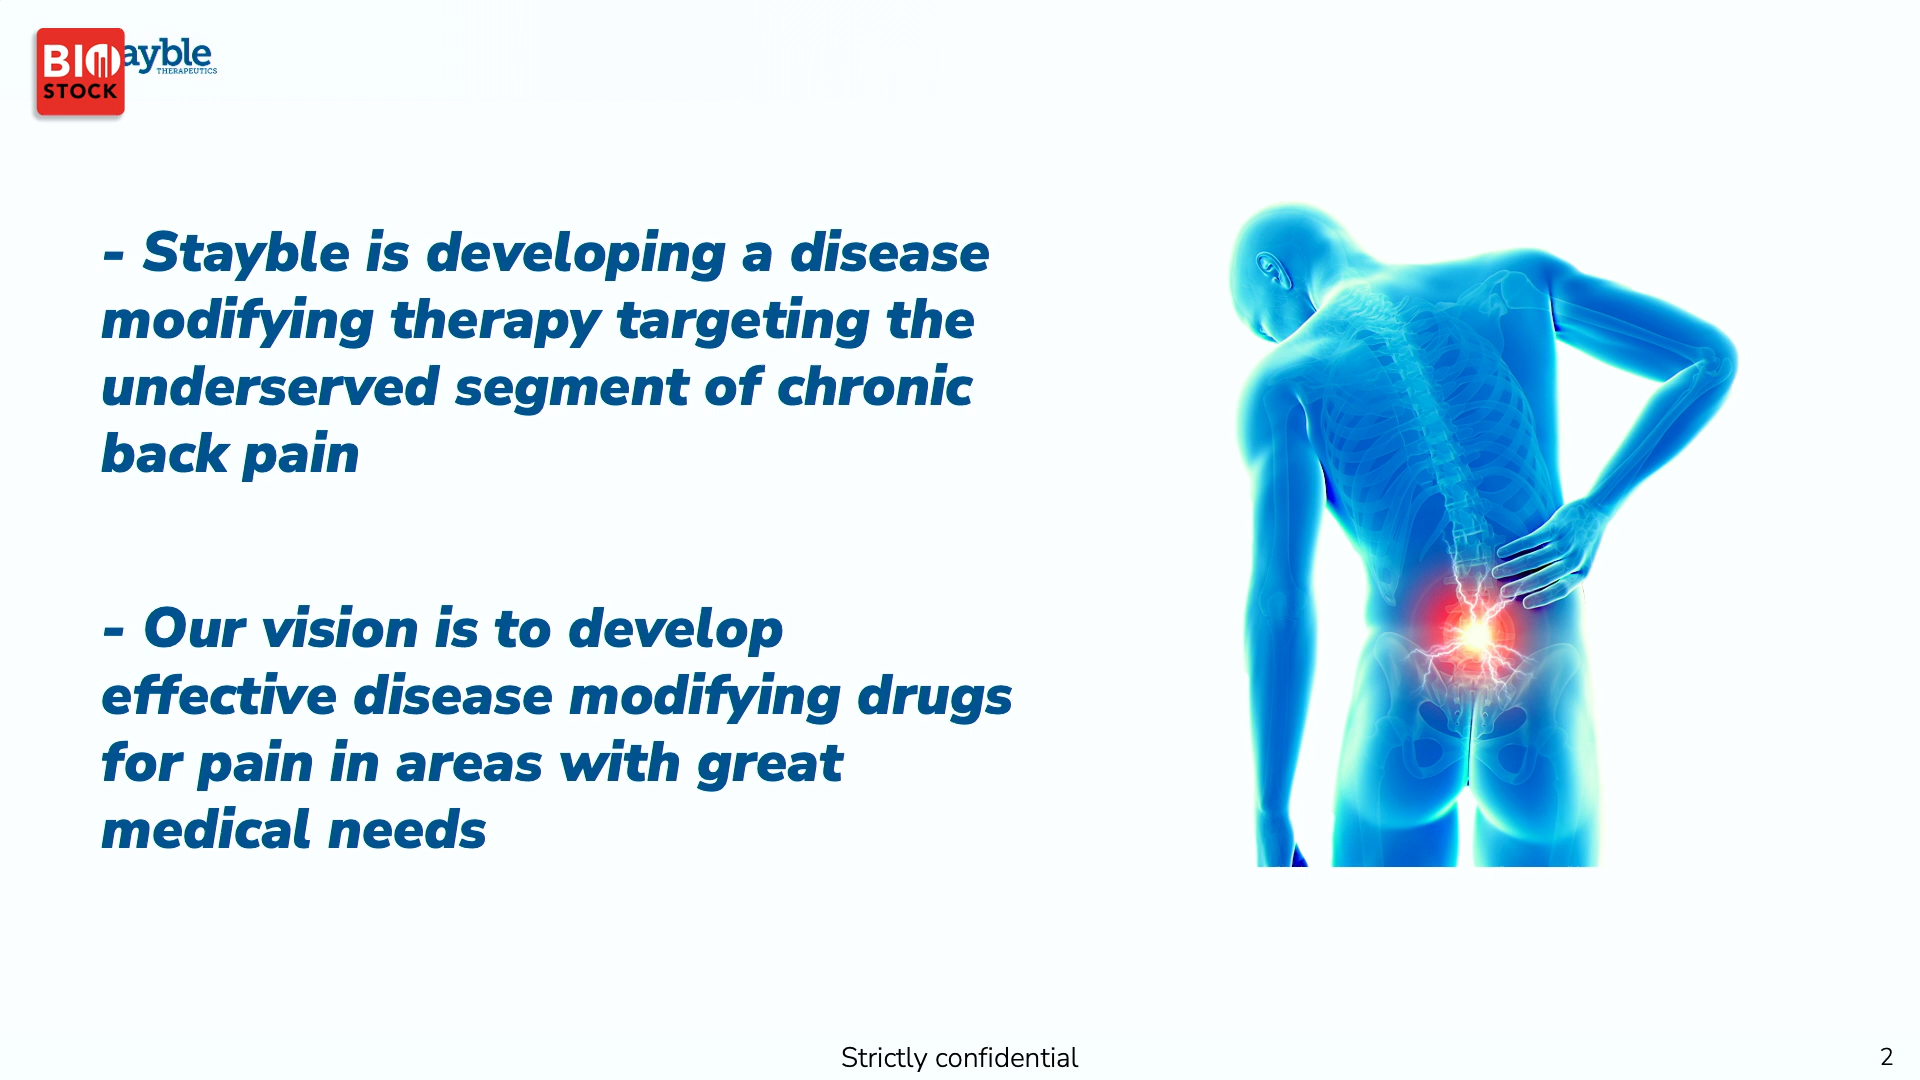 BIO
STOCK
ayble
THERAPEUTICS
- Stayble is developing a disease
modifying therapy targeting the
underserved segment of chronic
back pain
- Our vision is to develop
effective disease modifying drugs
for pain in areas with great
medical needs
Strictly confidential
2